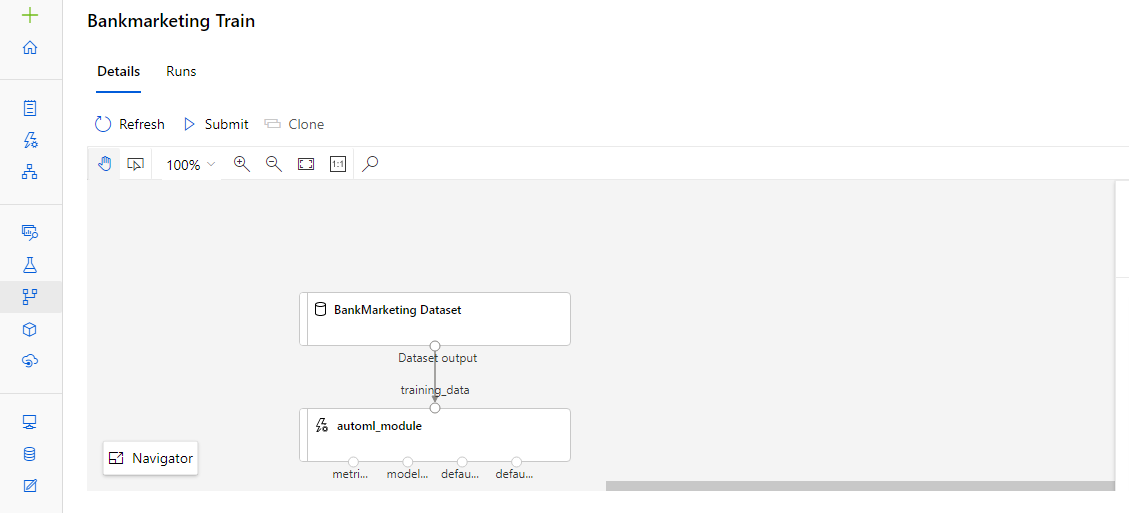 Bankmarketing Train
Details Runs
Refresh Submit Clone
100% 1:1
BankMarketing Dataset
Dataset output
training_data
automl_module
Navigator
metri... model... defau... defau...